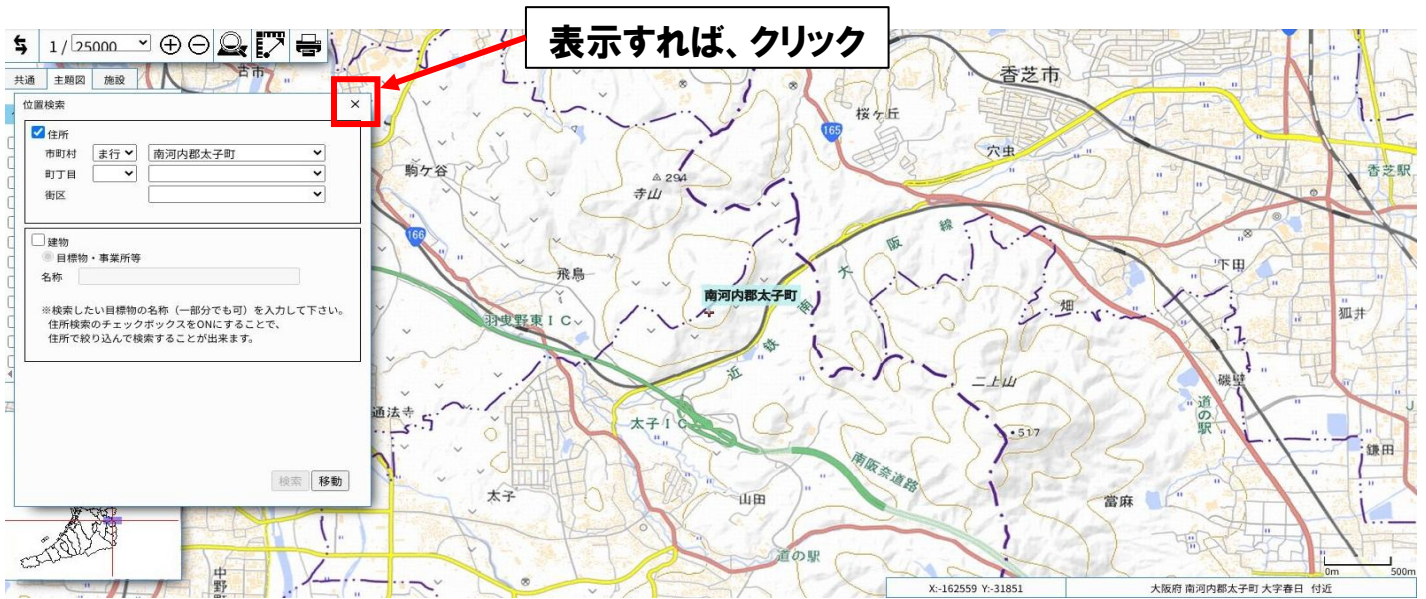 表示すれば、クリック
1 / 25000
共通 主題図 施設
位置検索 ×
住所
市町村 ま行 南河内郡太子町
町丁目
街区
建物
目標物・事業所等
名称
※検索したい目標物の名称（一部分でも可）を入力して下さい。
住所検索のチェックボックスをONにすることで、
住所で絞り込んで検索することが出来ます。
検索 移動
古市
香芝市
桜ケ丘
165
穴虫
香芝駅
駒ケ谷
294
寺山
166
飛鳥
近鉄南大阪線
下田
南河内郡太子町
畑
狐井
羽曳野東IC
二上山
磯壁
道の駅
通法寺
太子IC
517
鎌田
南阪奈道路
太子
山田
當麻
道の駅
中野
0m 500m
X:-162559 Y:-31851
大阪府 南河内郡太子町 大字春日 付近